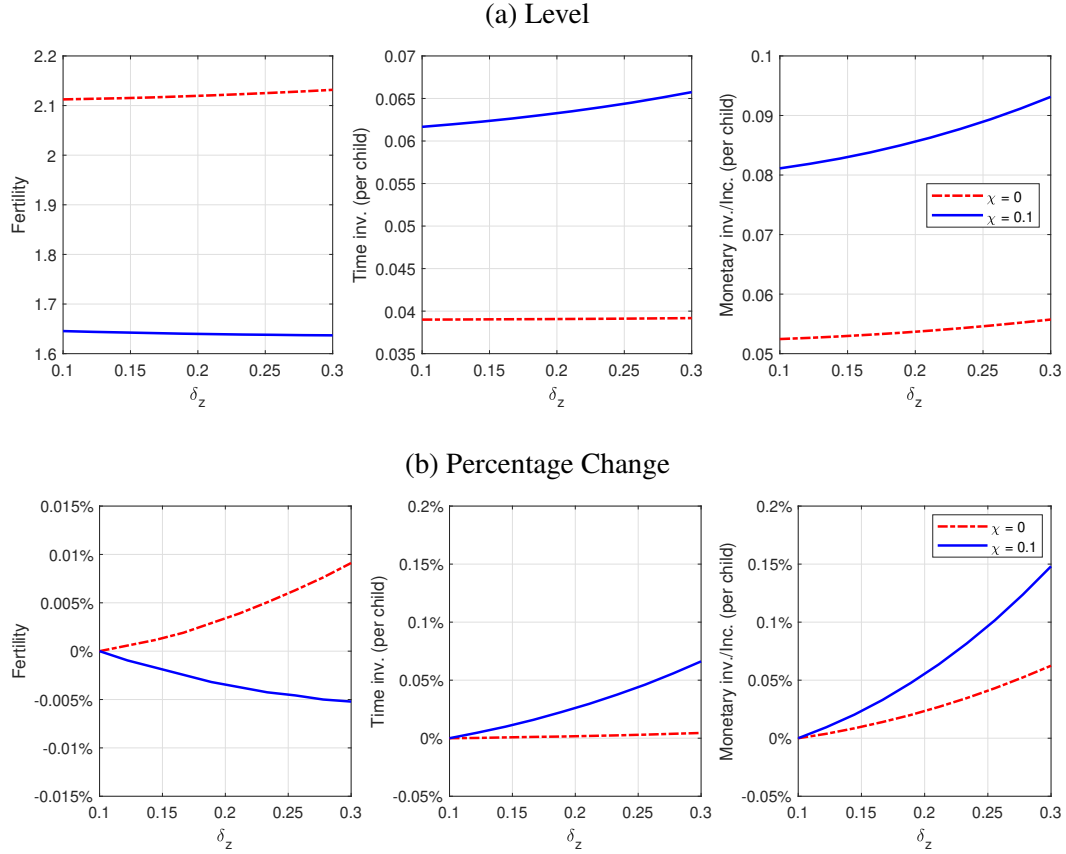 (a) Level
Fertility
2.2
2.1
2
1.9
1.8
1.7
1.6
0.1 0.15 0.2 0.25 0.3
δz
Time inv. (per child)
0.07
0.065
0.06
0.055
0.05
0.045
0.04
0.035
0.1 0.15 0.2 0.25 0.3
δz
Monetary inv./Inc. (per child)
0.1
0.09
0.08
0.07
0.06
0.05
0.1 0.15 0.2 0.25 0.3
δz
χ = 0
χ = 0.1
(b) Percentage Change
Fertility
0.015%
0.01%
0.005%
0%
-0.005%
-0.01%
-0.015%
0.1 0.15 0.2 0.25 0.3
δz
Time inv. (per child)
0.2%
0.15%
0.1%
0.05%
0%
-0.05%
0.1 0.15 0.2 0.25 0.3
δz
Monetary inv./Inc. (per child)
0.2%
0.15%
0.1%
0.05%
0%
-0.05%
0.1 0.15 0.2 0.25 0.3
δz
χ = 0
χ = 0.1